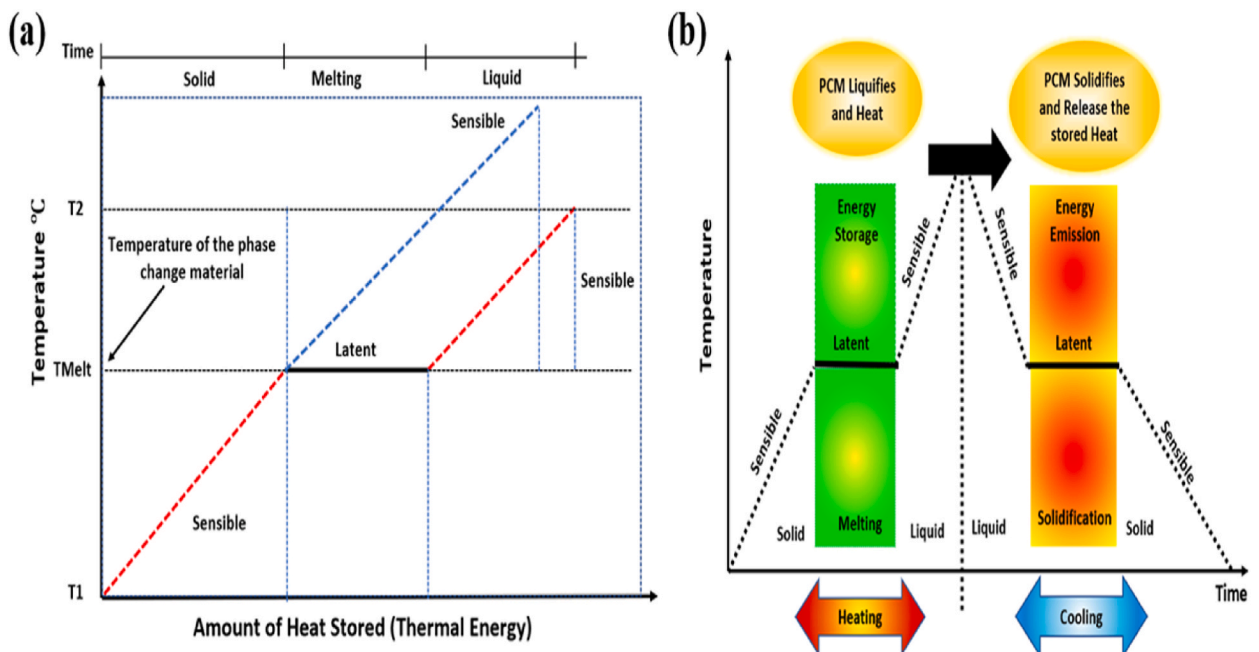 (a)
Time
Solid
Melting
Liquid
Sensible
T2
Temperature of the phase
change material
Sensible
Latent
TMelt
Sensible
T1
Temperature °C
Amount of Heat Stored (Thermal Energy)
(b)
PCM Liquifies
and Heat
PCM Solidifies
and Release the
stored Heat
Energy
Storage
Sensible
Sensible
Energy
Emission
Temperature
Latent
Latent
Sensible
Sensible
Solid
Melting
Liquid
Liquid
Solidification
Solid
Time
Heating
Cooling